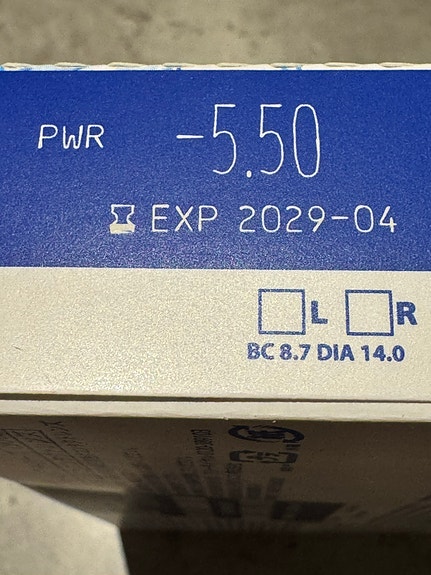 PWR -5.50
EXP 2029-04
L R
BC 8.7 DIA 14.0